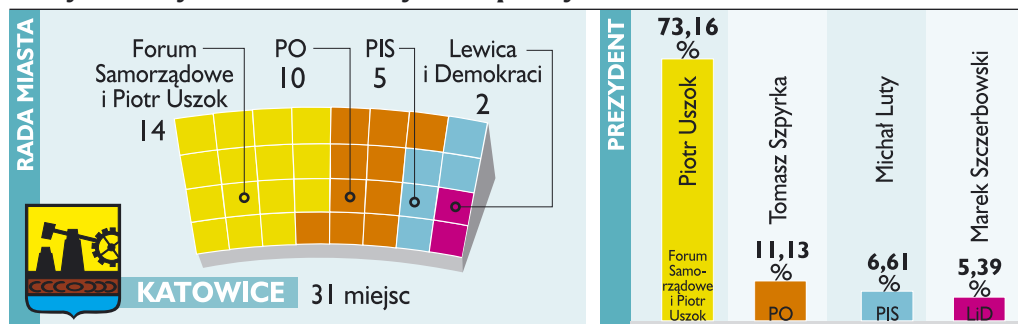 RADA MIASTA
Forum
Samorządowe
i Piotr Uszok
14
PO
10
PIS
5
Lewica
i Demokraci
2
KATOWICE
31 miejsc
PREZYDENT
73,16
%
Piotr Uszok
Forum
Samo-
rządowe
i Piotr
Uszok
Tomasz Szpyrka
11,13
%
PO
Michał Luty
6,61
%
PIS
Marek Szczerbowski
5,39
%
LiD